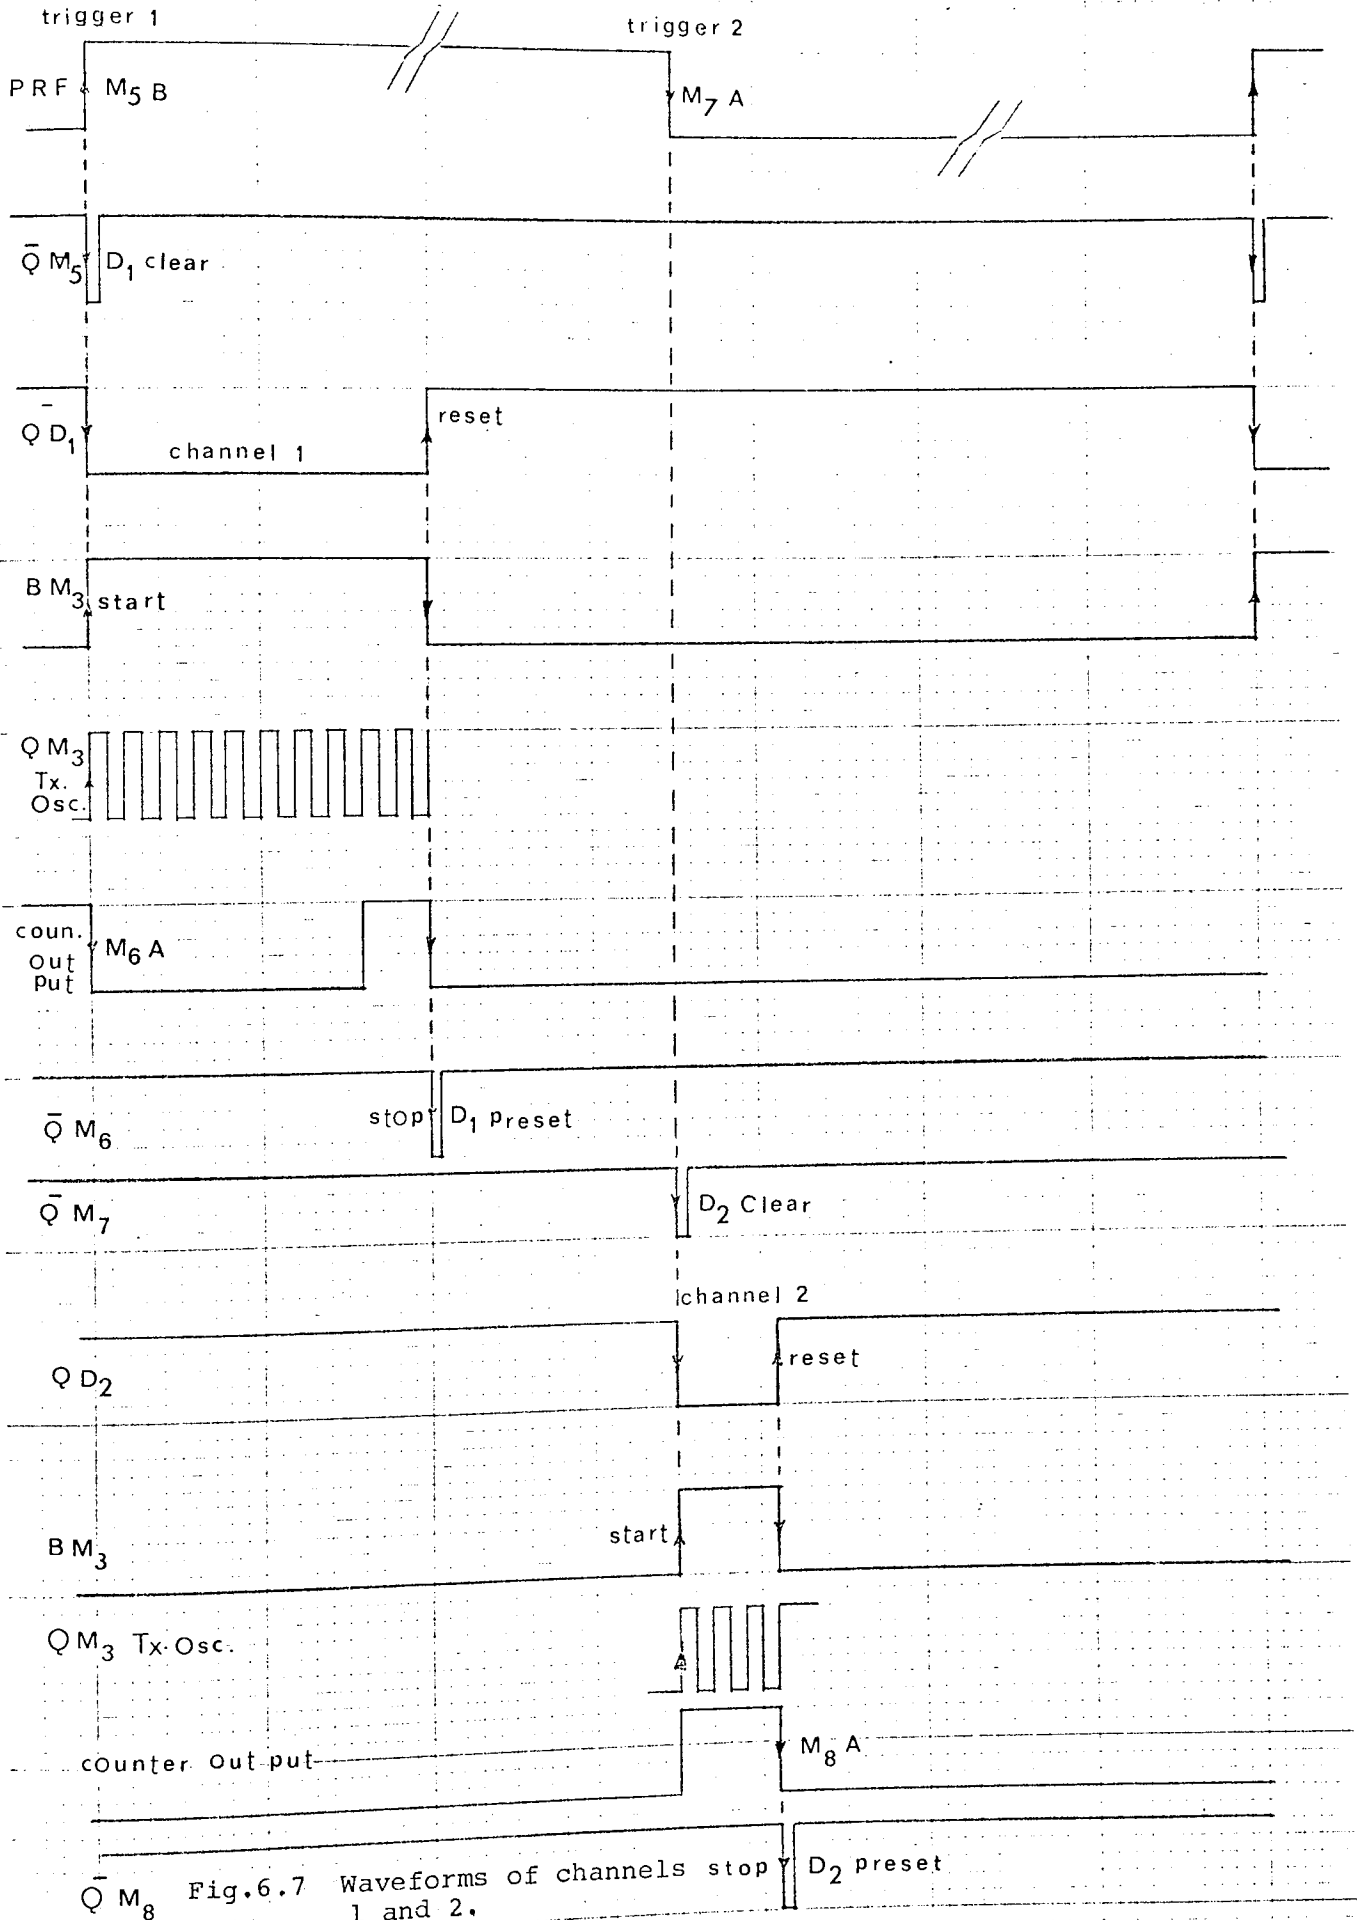 trigger 1
trigger 2
PRF M5 B
M7 A
Q̄ M5 D1 clear
Q̄ D1
channel 1
reset
B M3 start
Q M3
Tx.
Osc.
coun.
Out
Put
M6 A
Q̄ M6
stop D1 preset
Q̄ M7
D2 Clear
channel 2
Q D2
reset
B M3
start
Q M3 Tx. Osc.
counter Out put
M8 A
Q̄ M8
stop D2 preset
Fig.6.7 Waveforms of channels
1 and 2.